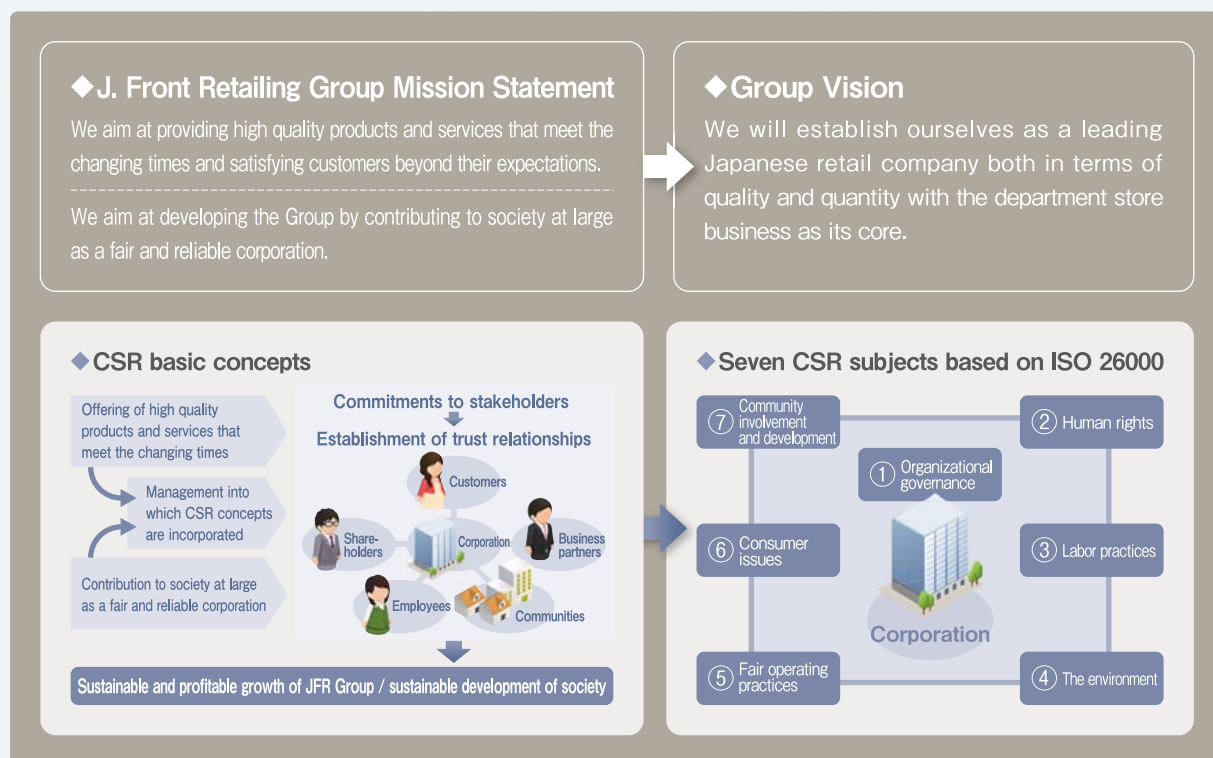 ◆J. Front Retailing Group Mission Statement
We aim at providing high quality products and services that meet the
changing times and satisfying customers beyond their expectations.
We aim at developing the Group by contributing to society at large
as a fair and reliable corporation.
◆Group Vision
We will establish ourselves as a leading
Japanese retail company both in terms of
quality and quantity with the department store
business as its core.
◆CSR basic concepts
Offering of high quality
products and services that
meet the changing times
Management into
which CSR concepts
are incorporated
Contribution to society at large
as a fair and reliable corporation
Commitments to stakeholders
Establishment of trust relationships
Customers
Share-
holders
Corporation
Business
partners
Employees
Communities
Sustainable and profitable growth of JFR Group / sustainable development of society
◆Seven CSR subjects based on ISO 26000
⑦ Community
involvement
and development
② Human rights
① Organizational
governance
⑥ Consumer
issues
③ Labor practices
Corporation
⑤ Fair operating
practices
④ The environment